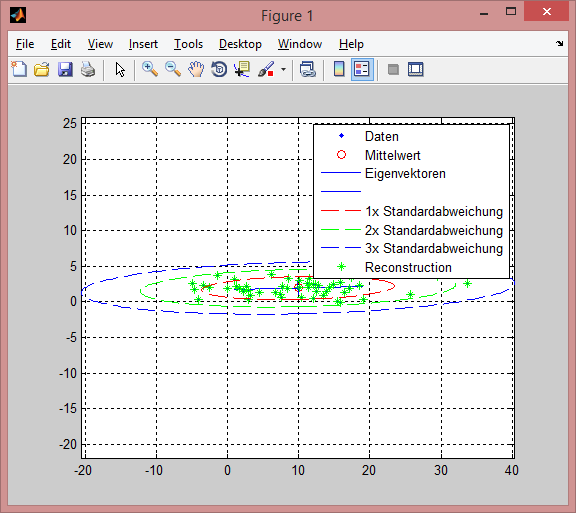 Figure 1
File Edit View Insert Tools Desktop Window Help
25
20
15
10
5
0
-5
-10
-15
-20
-20 -10 0 10 20 30 40
Daten
Mittelwert
Eigenvektoren
1x Standardabweichung
2x Standardabweichung
3x Standardabweichung
Reconstruction